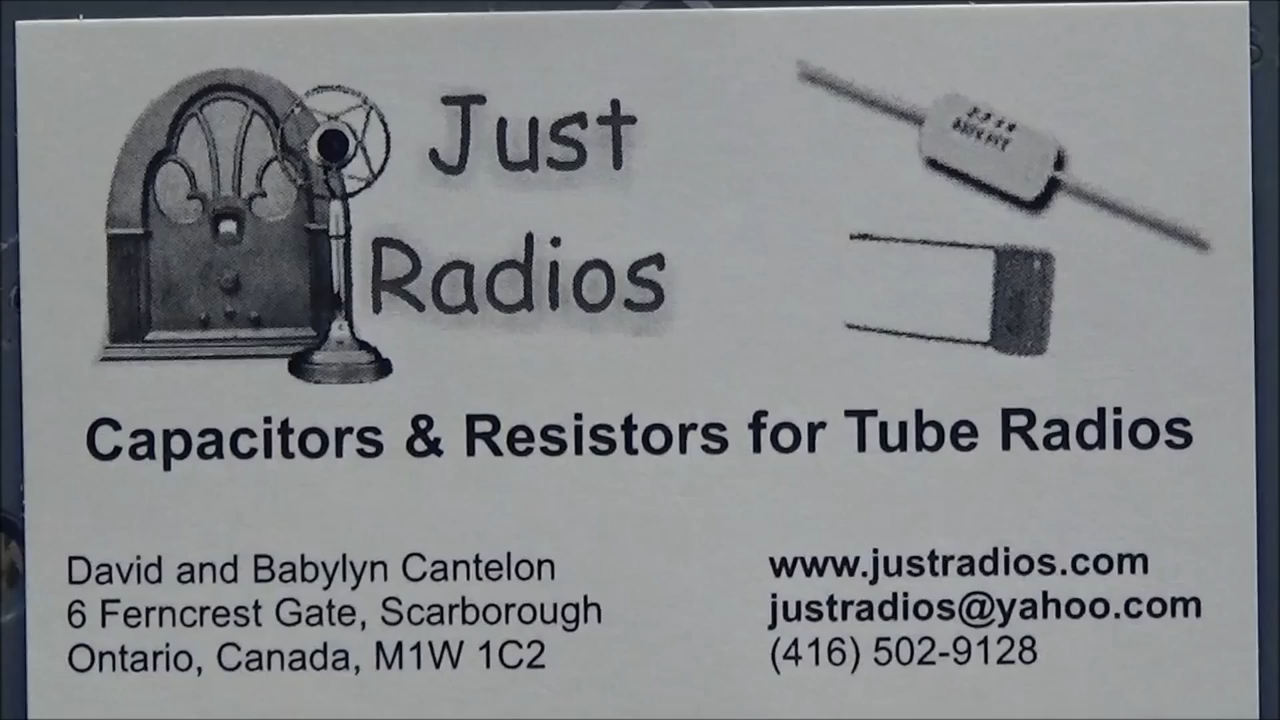 Just
Radios
Capacitors & Resistors for Tube Radios
David and Babylyn Cantelon
6 Ferncrest Gate, Scarborough
Ontario, Canada, M1W 1C2
www.justradios.com
justradios@yahoo.com
(416) 502-9128